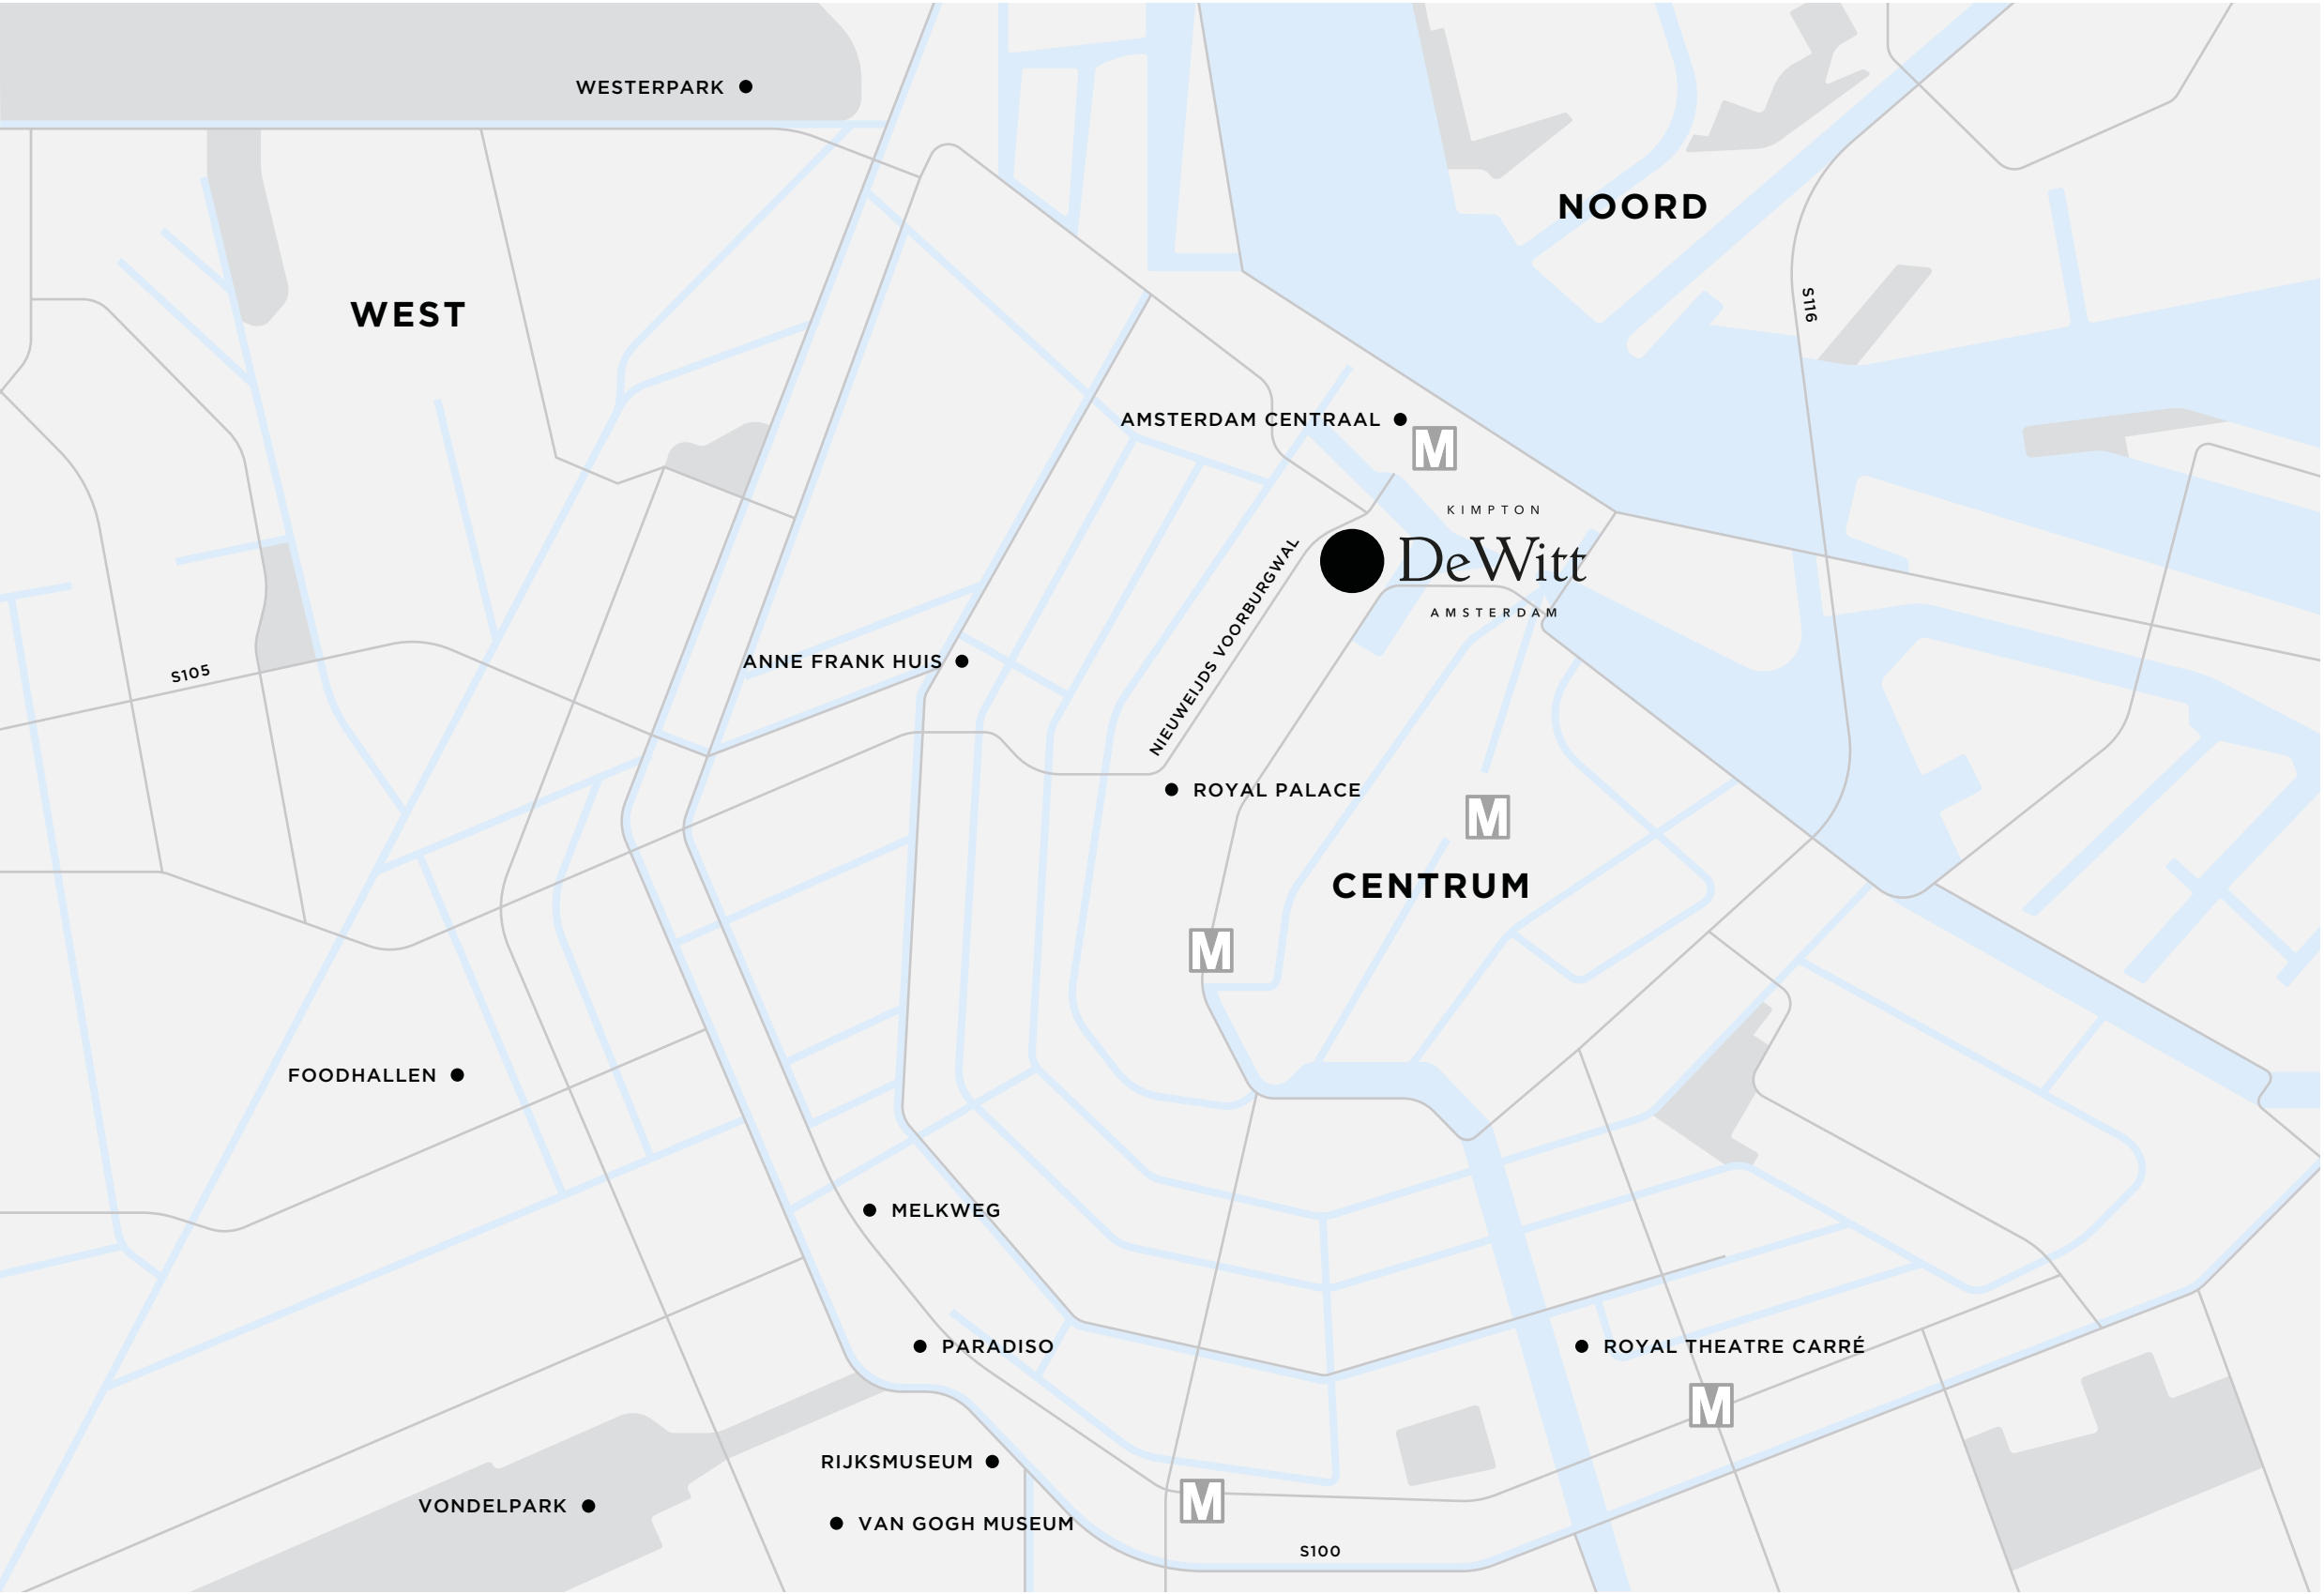 WESTERPARK
NOORD
WEST
S116
AMSTERDAM CENTRAAL
M
KIMPTON
DeWitt
AMSTERDAM
NIEUWEIJDS VOORBURGWAL
ANNE FRANK HUIS
S105
ROYAL PALACE
M
CENTRUM
M
FOODHALLEN
MELKWEG
PARADISO
ROYAL THEATRE CARRÉ
M
RIJKSMUSEUM
VONDELPARK
M
VAN GOGH MUSEUM
S100